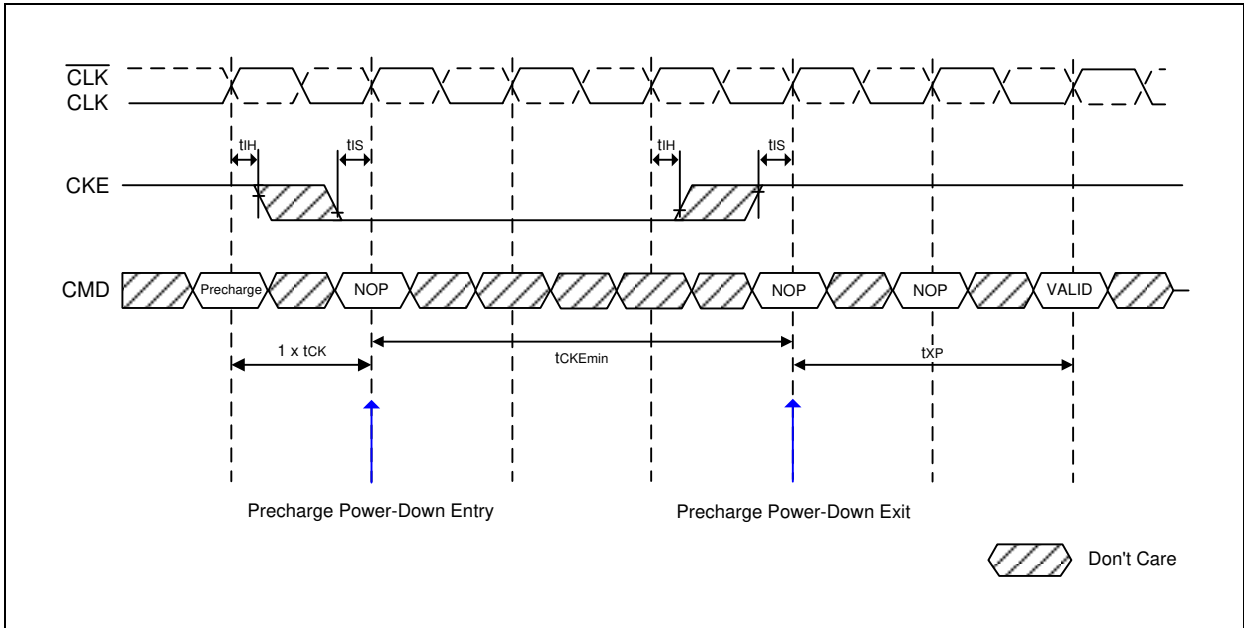 CLK
CLK
tIH
tIS
tIH
tIS
CKE
CMD
Precharge
NOP
NOP
NOP
VALID
1 x tCK
tCKEmin
tXP
Precharge Power-Down Entry
Precharge Power-Down Exit
Don't Care